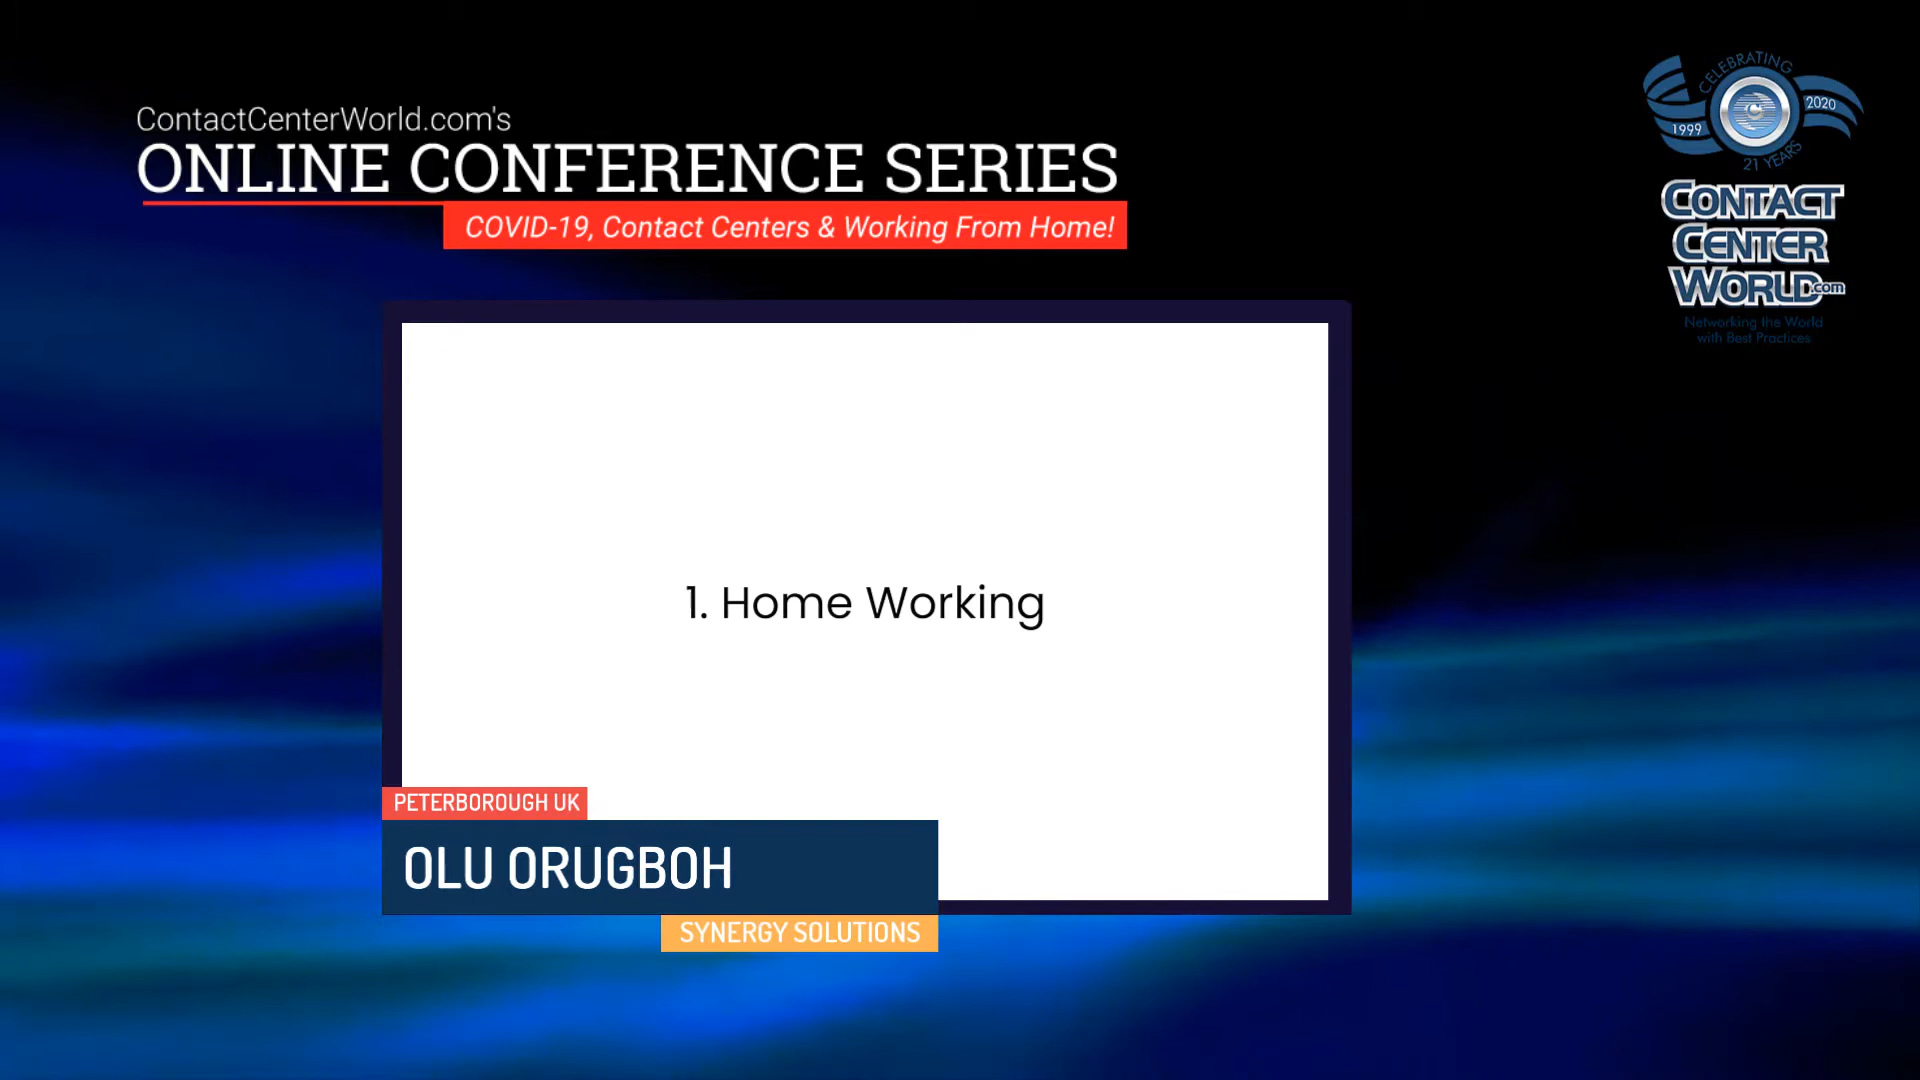 ContactCenterWorld.com's
ONLINE CONFERENCE SERIES
COVID-19, Contact Centers & Working From Home!
CELEBRATING
1999
2020
21 YEARS
CONTACT
CENTER
WORLD.com
Networking the World
with Best Practices
1. Home Working
PETERBOROUGH UK
OLU ORUGBOH
SYNERGY SOLUTIONS